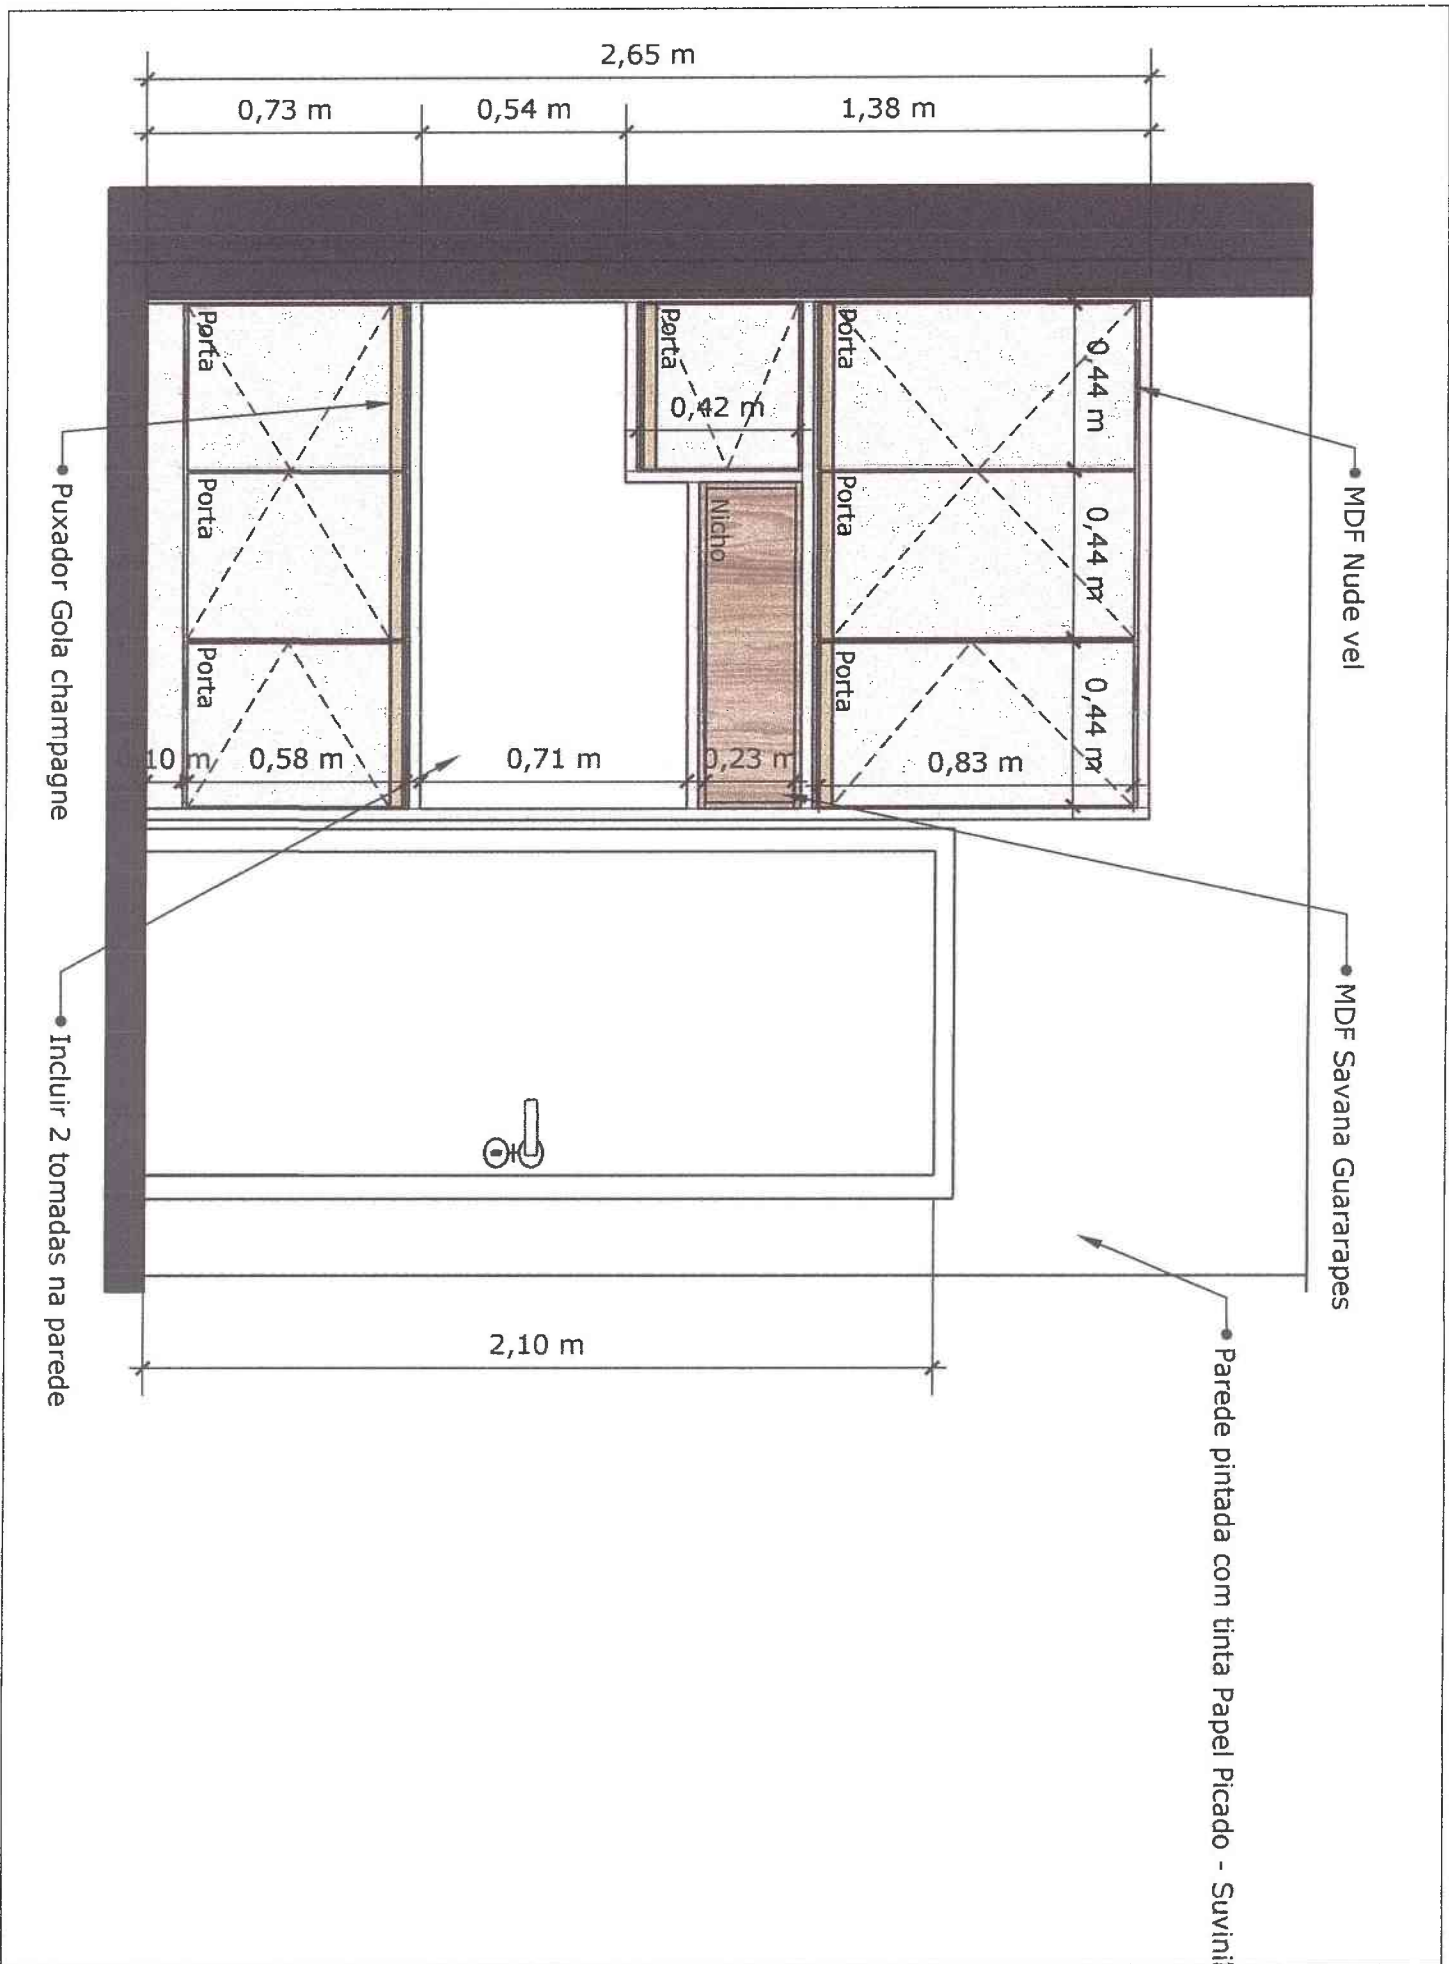 2,65 m
0,73 m
0,54 m
1,38 m
Porta
Porta
Porta
0,44 m
0,42 m
MDF Nude vel
Porta
Porta
Nicho
0,44 m
Puxador Gola champagne
Porta
Porta
0,44 m
0,10 m
0,58 m
0,71 m
0,23 m
0,83 m
MDF Savana Guararapes
Incluir 2 tomadas na parede
2,10 m
Parede pintada com tinta Papel Picado - Suvinil